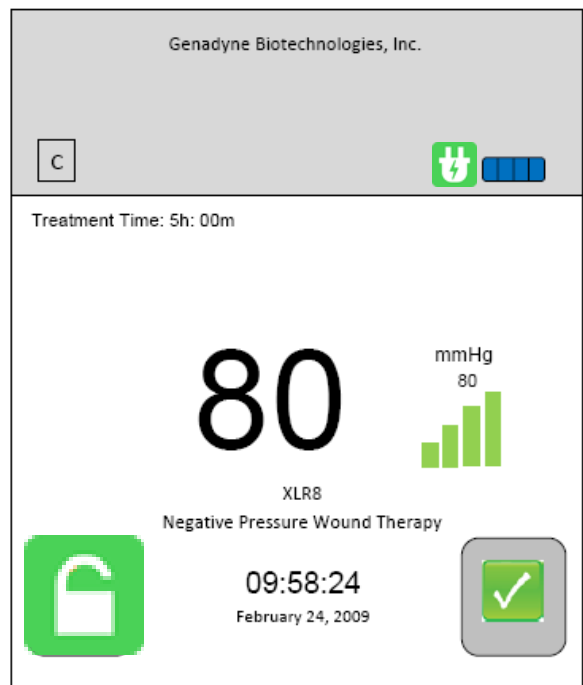 Genadyne Biotechnologies, Inc.
C
Treatment Time: 5h: 00m
80
mmHg
80
XLR8
Negative Pressure Wound Therapy
09:58:24
February 24, 2009